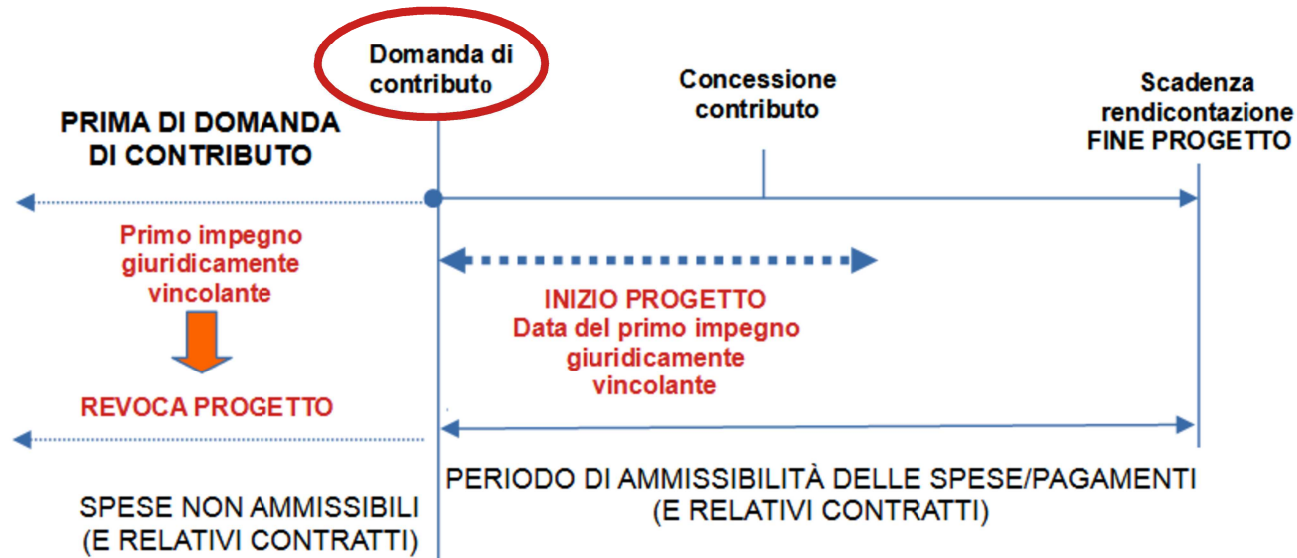 Domanda di
contributo
Concessione
contributo
Scadenza
rendicontazione
FINE PROGETTO
PRIMA DI DOMANDA
DI CONTRIBUTO
Primo impegno
giuridicamente
vincolante
INIZIO PROGETTO
Data del primo impegno
giuridicamente
vincolante
REVOCA PROGETTO
PERIODO DI AMMISSIBILITÀ DELLE SPESE/PAGAMENTI
(E RELATIVI CONTRATTI)
SPESE NON AMMISSIBILI
(E RELATIVI CONTRATTI)